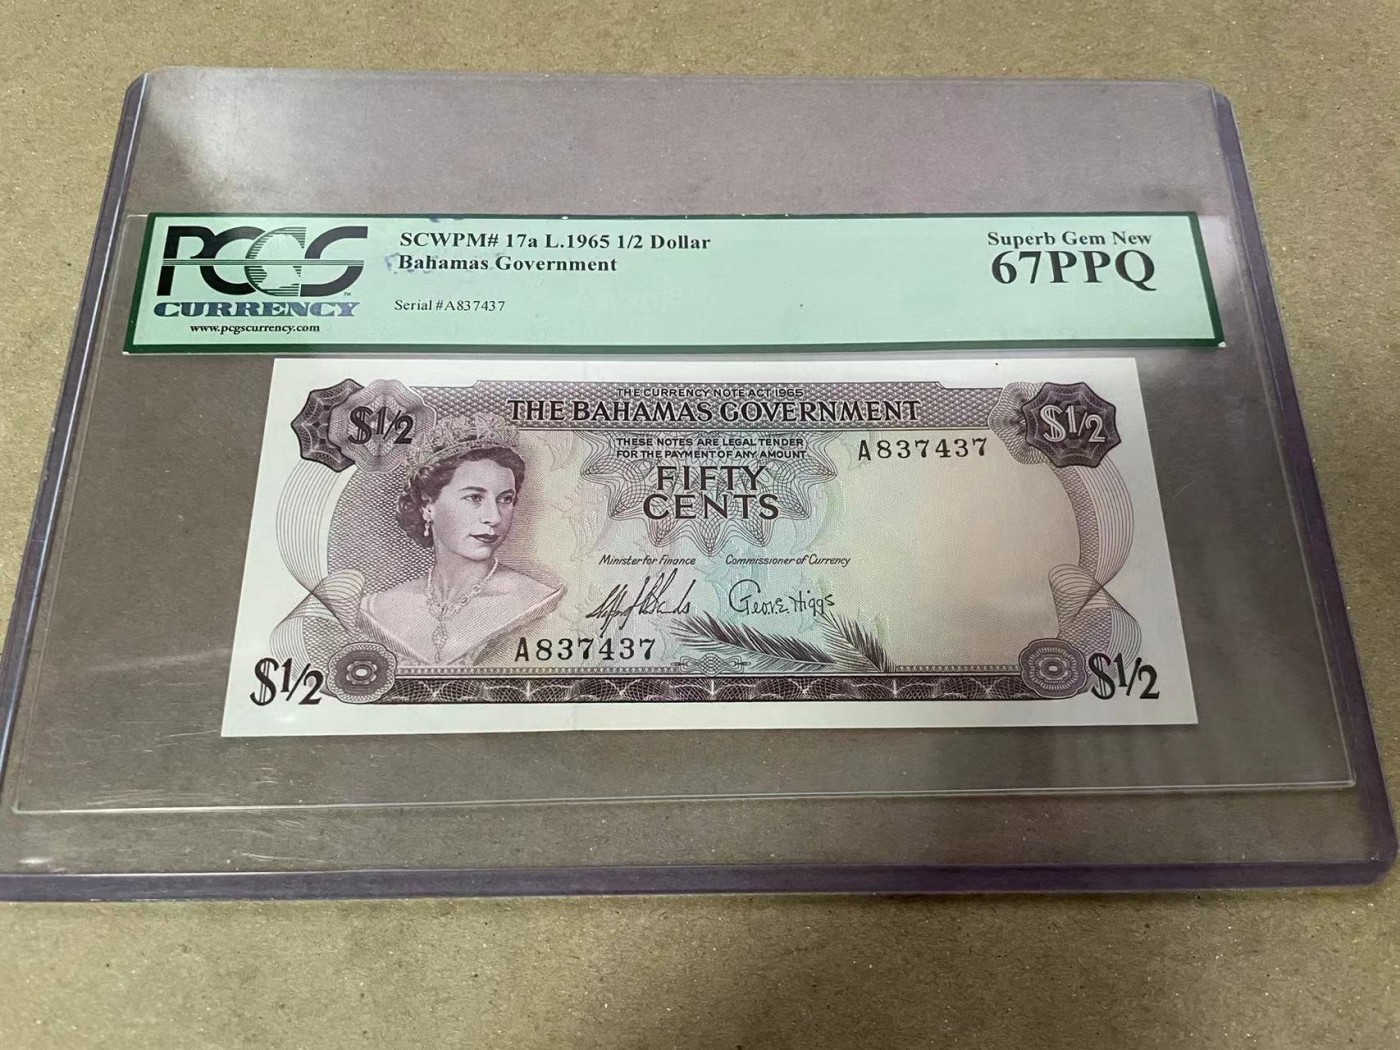 PCGS
CURRENCY
www.pcgscurrency.com
SCWPM# 17a L.1965 1/2 Dollar
Bahamas Government
Serial #A837437
Superb Gem New
67PPQ
THE CURRENCY NOTE ACT 1965
$1/2 THE BAHAMAS GOVERNMENT $1/2
THESE NOTES ARE LEGAL TENDER
FOR THE PAYMENT OF ANY AMOUNT
A837437
FIFTY
CENTS
Minister for Finance Commissioner of Currency
Geo. E. Higgs
A837437
$1/2 $1/2